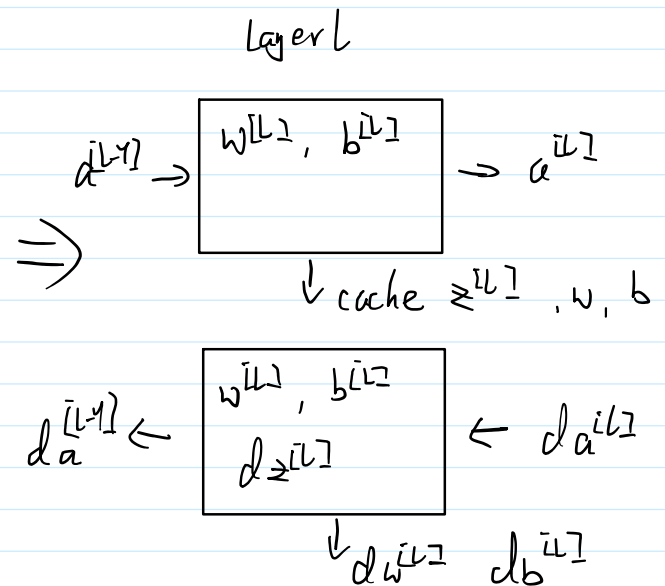 Layer l
a^[l-1] → w^[l], b^[l] → a^[l]
⇒
↓ cache z^[l], w, b
da^[l-1] ← w^[l], b^[l] ← da^[l]
dz^[l]
↓ dw^[l] db^[l]